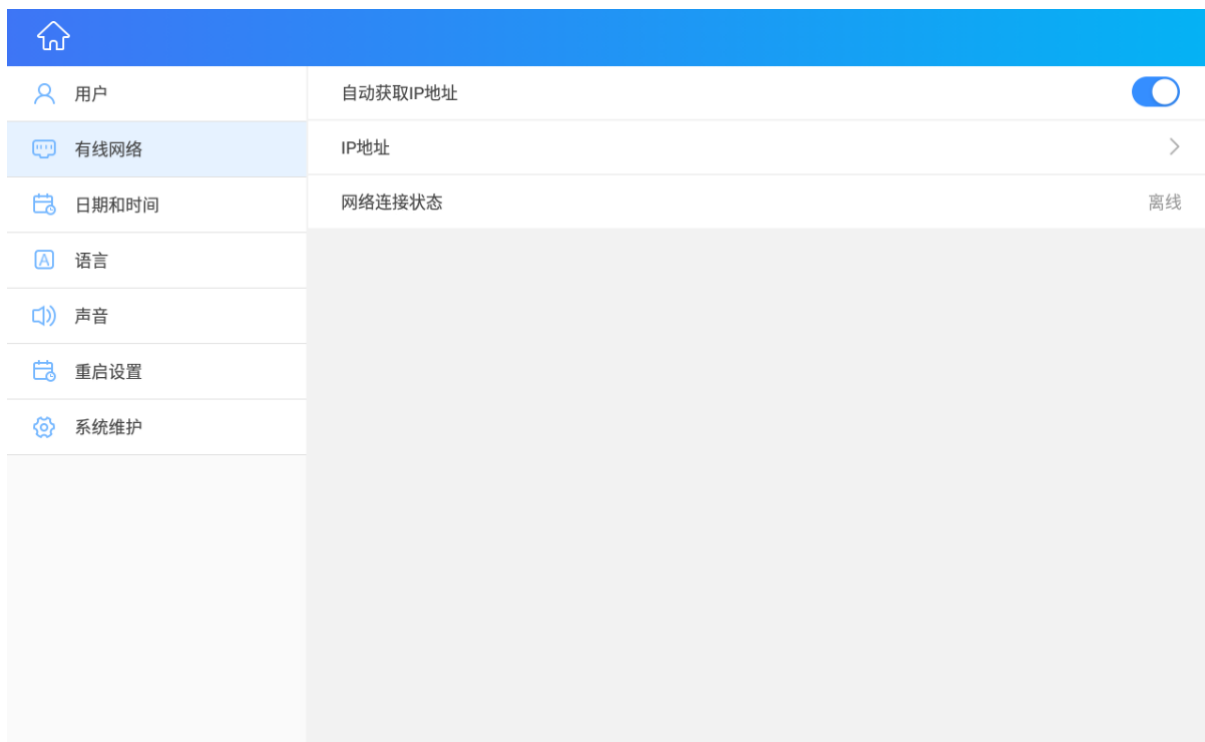 用户
有线网络
日期和时间
A 语言
声音
重启设置
系统维护
自动获取IP地址
IP地址
网络连接状态 离线